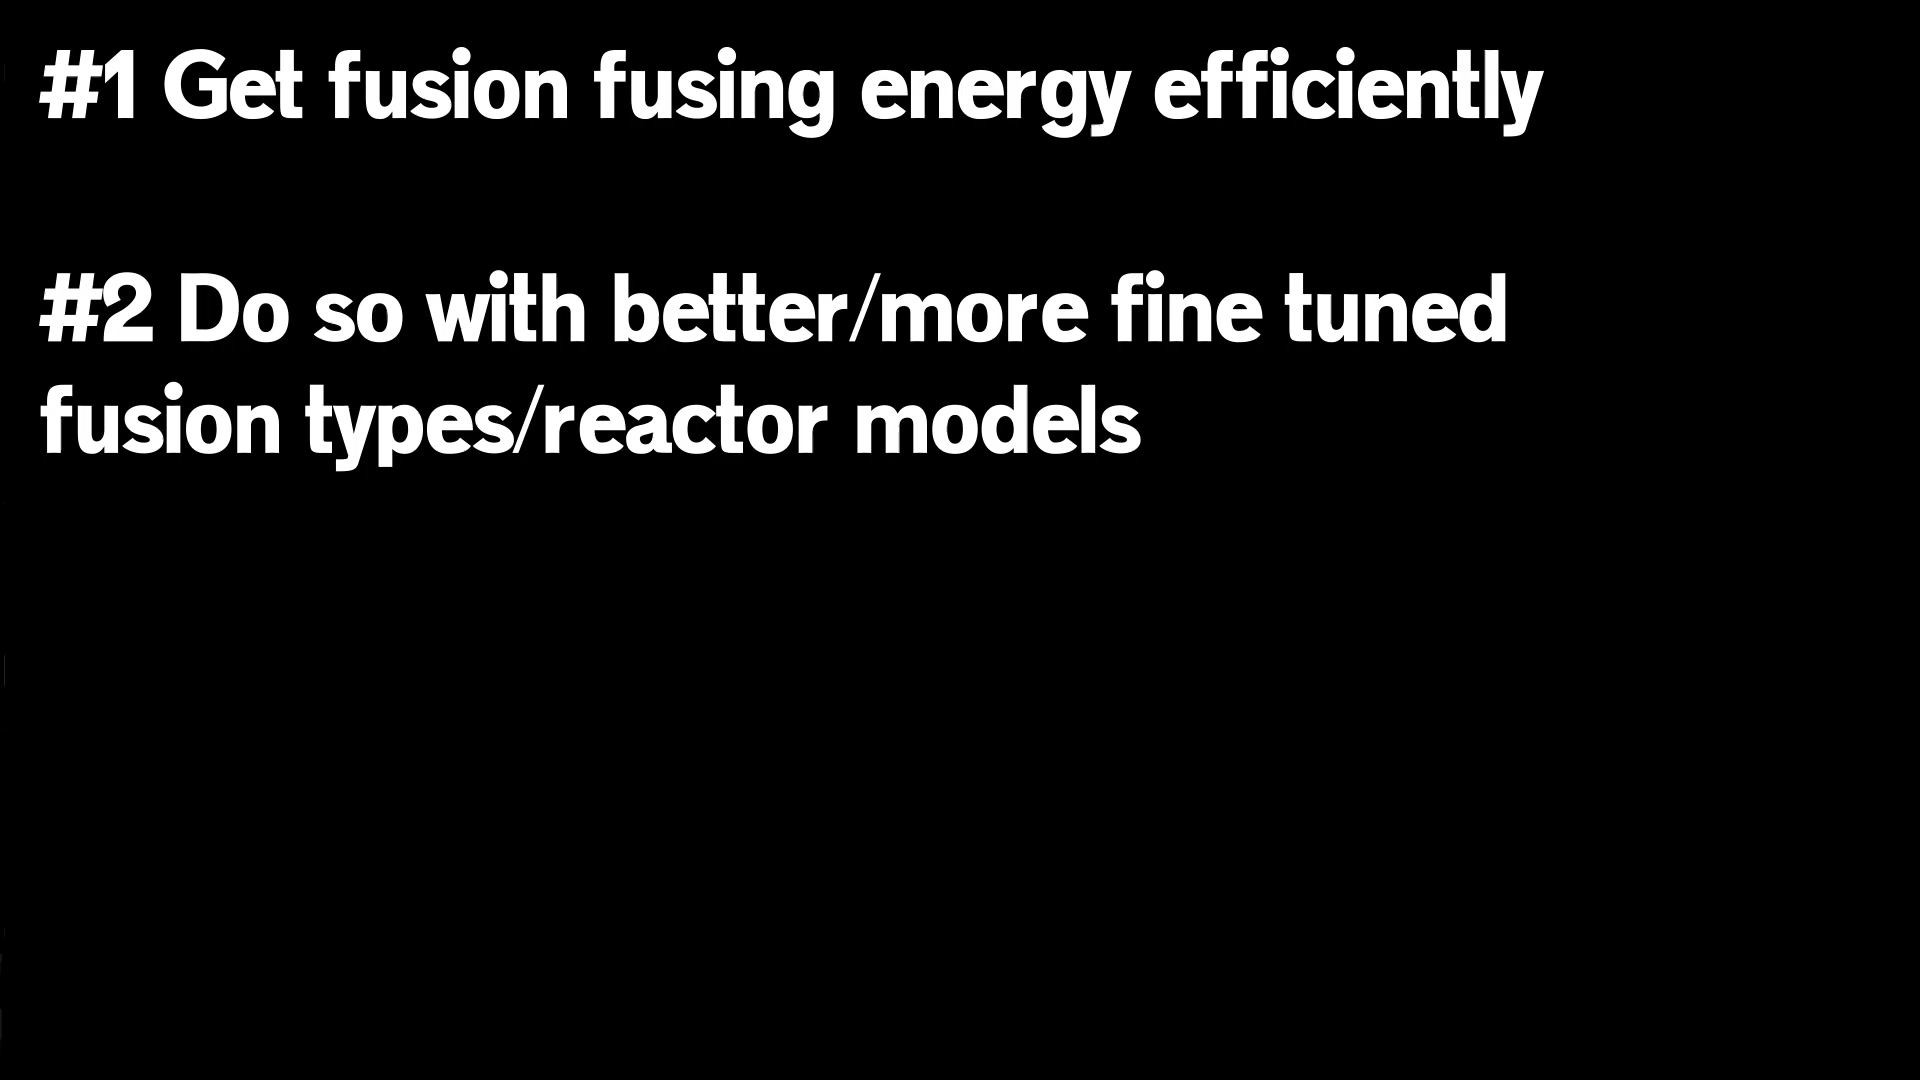 #1 Get fusion fusing energy efficiently
#2 Do so with better/more fine tuned
fusion types/reactor models